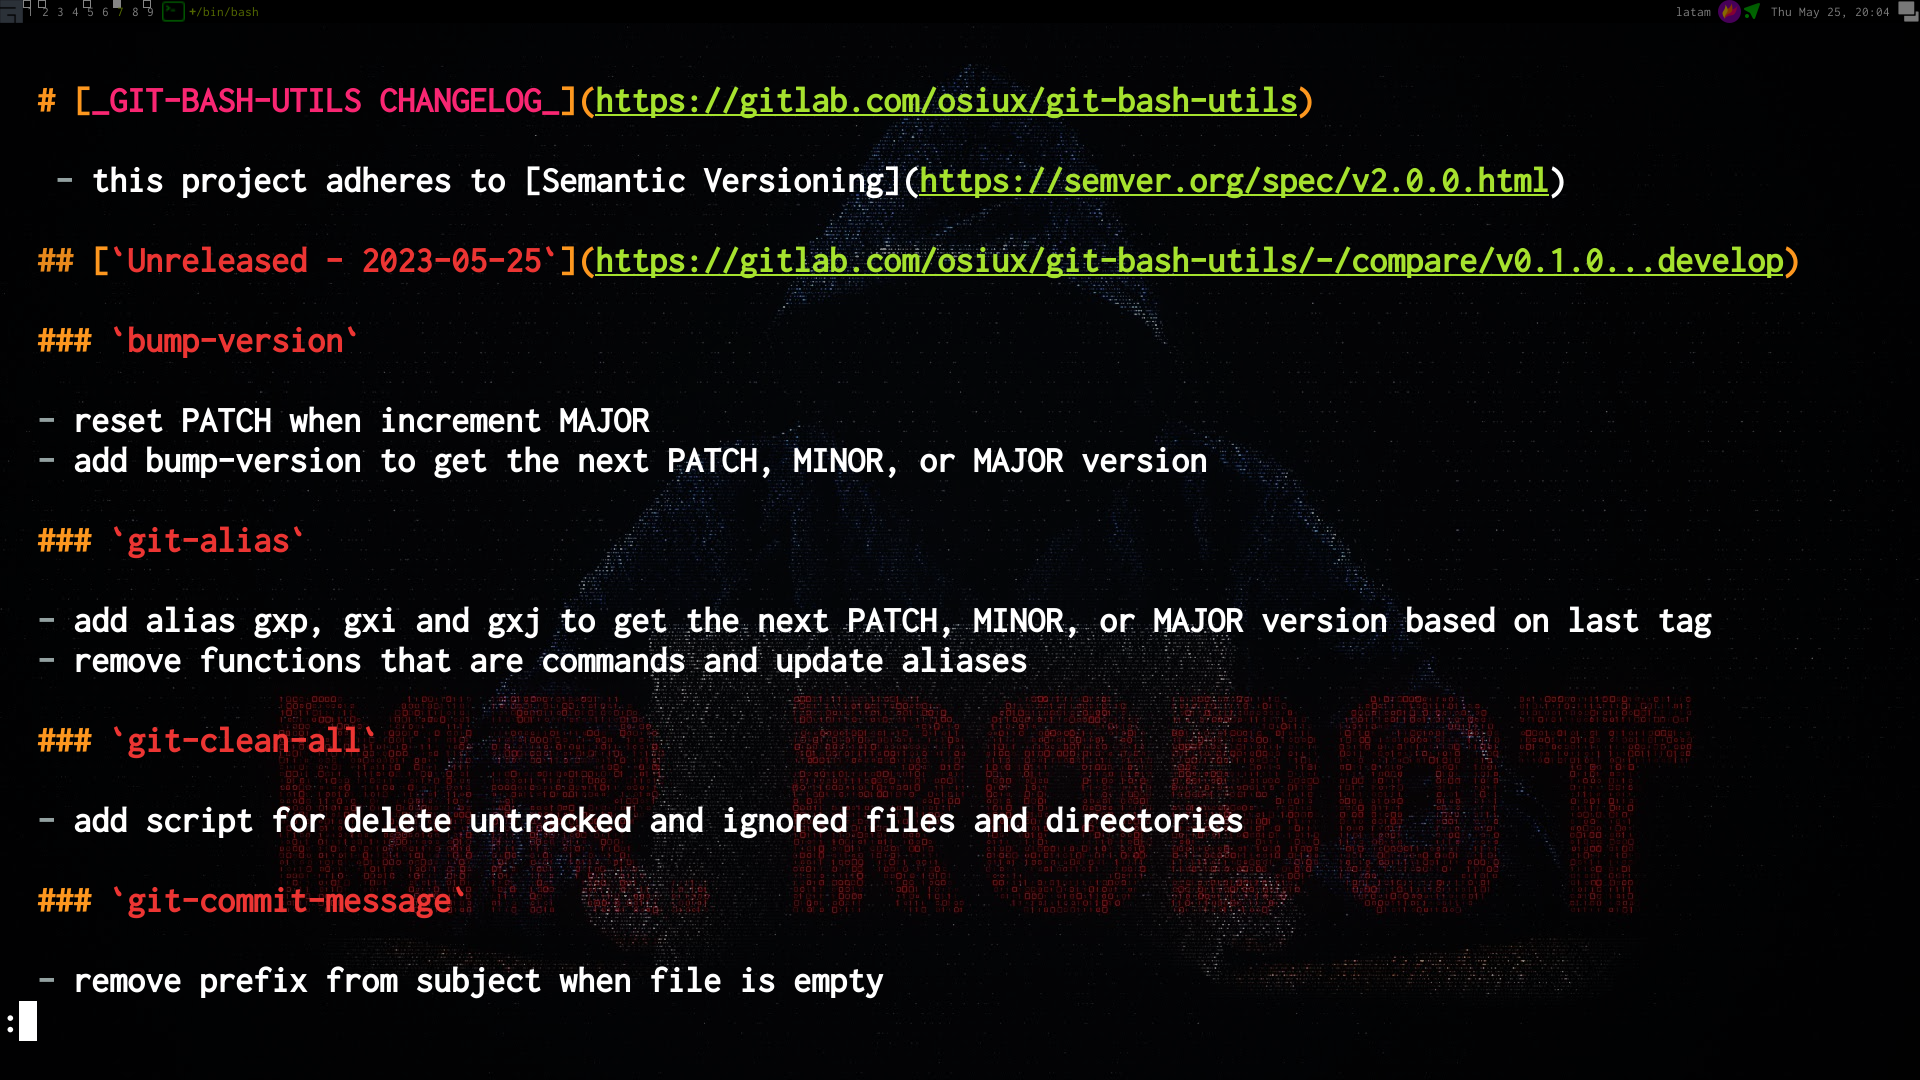 1 2 3 4 5 6 7 8 9 >_ +/bin/bash latam Thu May 25, 20:04
# [_GIT-BASH-UTILS CHANGELOG_](https://gitlab.com/osiux/git-bash-utils)
- this project adheres to [Semantic Versioning](https://semver.org/spec/v2.0.0.html)
## [`Unreleased - 2023-05-25`](https://gitlab.com/osiux/git-bash-utils/-/compare/v0.1.0...develop)
### `bump-version`
- reset PATCH when increment MAJOR
- add bump-version to get the next PATCH, MINOR, or MAJOR version
### `git-alias`
- add alias gxp, gxi and gxj to get the next PATCH, MINOR, or MAJOR version based on last tag
- remove functions that are commands and update aliases
### `git-clean-all`
- add script for delete untracked and ignored files and directories
### `git-commit-message`
- remove prefix from subject when file is empty
:
MR ROBOT